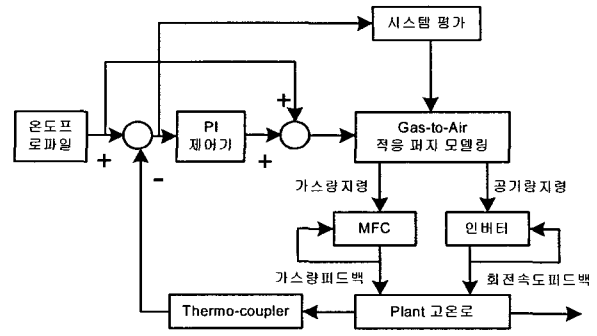 시스템 평가
+
온도프
로파일
+
-
PI
제어기
+
Gas-to-Air
적응 퍼지 모델링
가스량지령
공기량지령
MFC
인버터
가스량피드백
회전속도피드백
Thermo-coupler
Plant 고온로